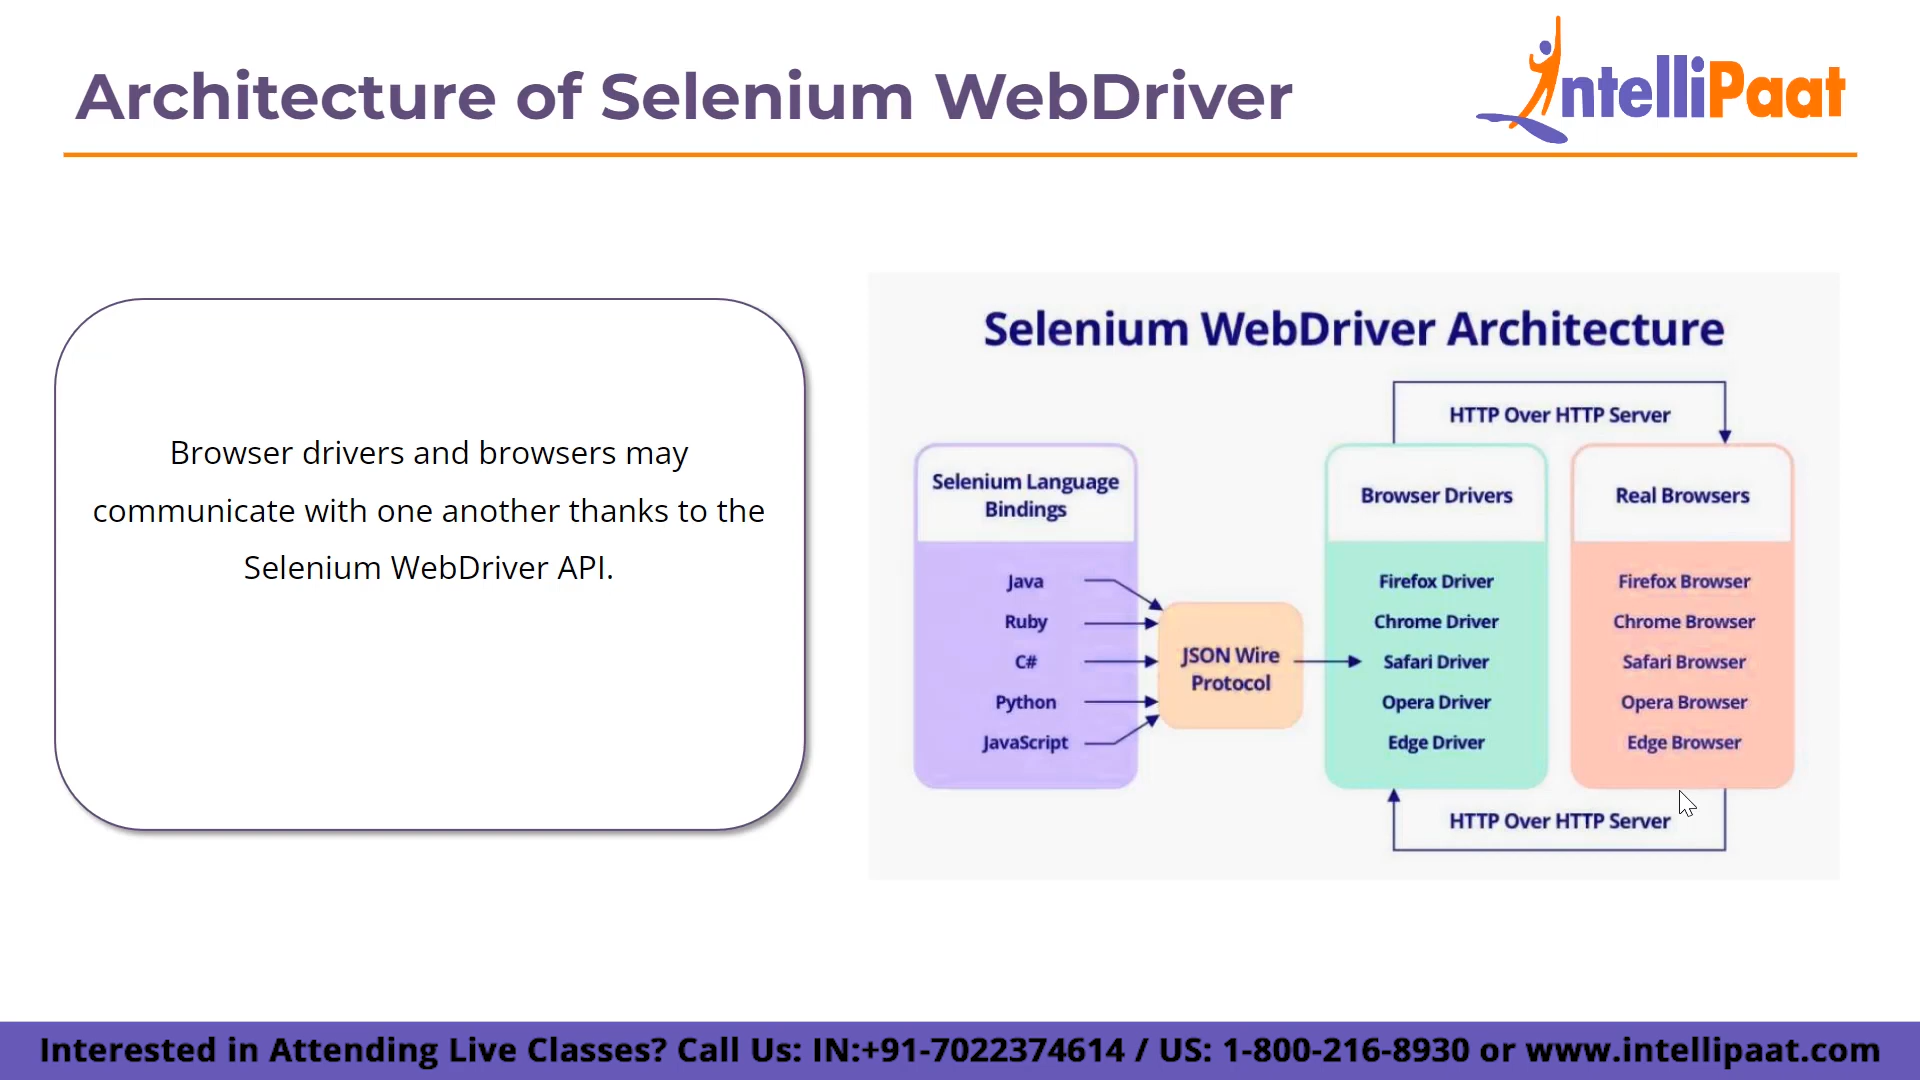 Architecture of Selenium WebDriver
IntelliPaat
Browser drivers and browsers may
communicate with one another thanks to the
Selenium WebDriver API.
Selenium WebDriver Architecture
HTTP Over HTTP Server
Selenium Language
Bindings
Java
Ruby
C#
Python
JavaScript
JSON Wire
Protocol
Browser Drivers
Firefox Driver
Chrome Driver
Safari Driver
Opera Driver
Edge Driver
Real Browsers
Firefox Browser
Chrome Browser
Safari Browser
Opera Browser
Edge Browser
HTTP Over HTTP Server
Interested in Attending Live Classes? Call Us: IN:+91-7022374614 / US: 1-800-216-8930 or www.intellipaat.com